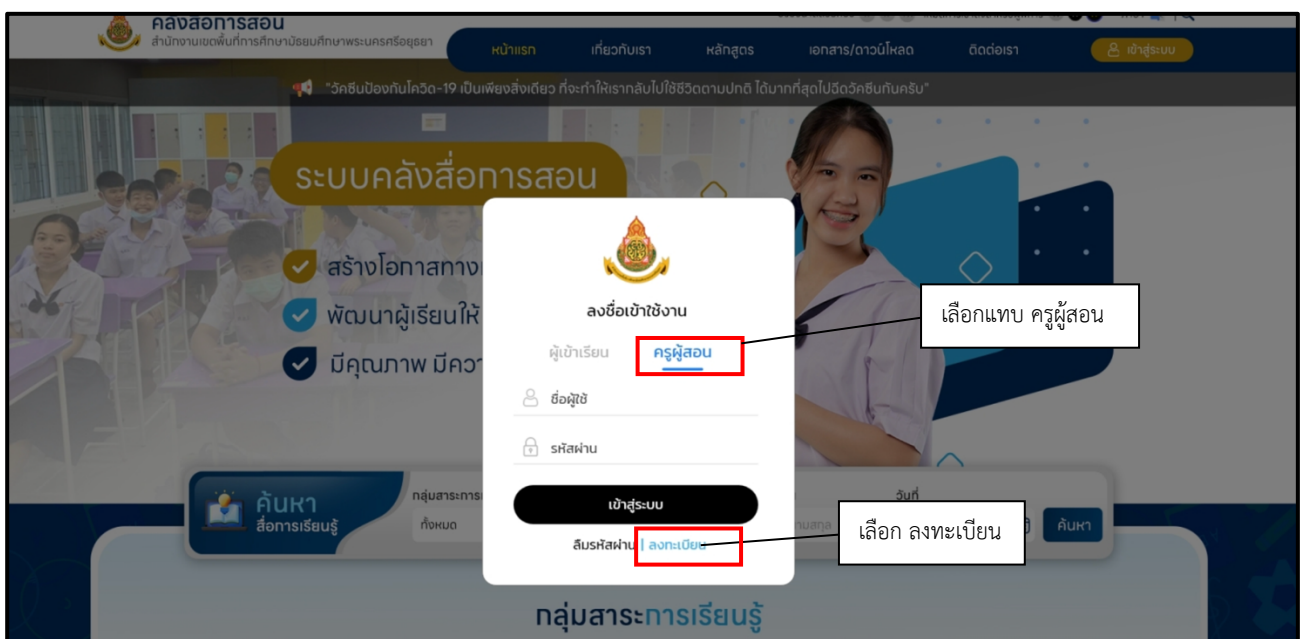 คลังสื่อการสอน
สำนักงานเขตพื้นที่การศึกษามัธยมศึกษาพระนครศรีอยุธยา
หน้าแรก เกี่ยวกับเรา หลักสูตร เอกสาร/ดาวน์โหลด ติดต่อเรา เข้าสู่ระบบ
"วัคซีนป้องกันโควิด-19 เป็นเพียงสิ่งเดียว ที่จะทำให้เรากลับไปใช้ชีวิตตามปกติ ได้มากที่สุดไปฉีดวัคซีนกันครับ"
ระบบคลังสื่อการสอน
สร้างโอกาสทาง
พัฒนาผู้เรียนให้
มีคุณภาพ มีควา
ลงชื่อเข้าใช้งาน
ผู้เข้าเรียน ครูผู้สอน
เลือกแทบ ครูผู้สอน
ชื่อผู้ใช้
รหัสผ่าน
เข้าสู่ระบบ
ลืมรหัสผ่าน | ลงทะเบียน
เลือก ลงทะเบียน
ค้นหา
สื่อการเรียนรู้
กลุ่มสาระการเ
ทั้งหมด
วันที่
ค้นหา
กลุ่มสาระการเรียนรู้